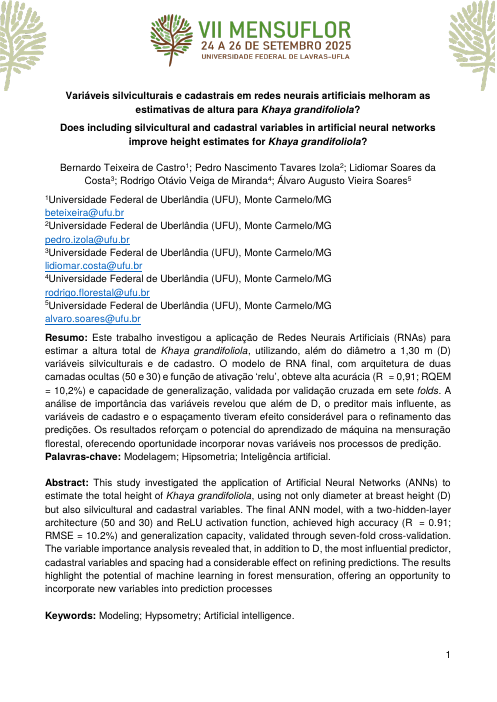 VII MENSUFLOR
24 A 26 DE SETEMBRO 2025
UNIVERSIDADE FEDERAL DE LAVRAS–UFLA
Variáveis silviculturais e cadastrais em redes neurais artificiais melhoram as
estimativas de altura para Khaya grandifoliola?
Does including silvicultural and cadastral variables in artificial neural networks
improve height estimates for Khaya grandifoliola?
Bernardo Teixeira de Castro¹; Pedro Nascimento Tavares Izola²; Lidiomar Soares da
Costa³; Rodrigo Otávio Veiga de Miranda⁴; Álvaro Augusto Vieira Soares⁵
¹Universidade Federal de Uberlândia (UFU), Monte Carmelo/MG
beteixeira@ufu.br
²Universidade Federal de Uberlândia (UFU), Monte Carmelo/MG
pedro.izola@ufu.br
³Universidade Federal de Uberlândia (UFU), Monte Carmelo/MG
lidiomar.costa@ufu.br
⁴Universidade Federal de Uberlândia (UFU), Monte Carmelo/MG
rodrigo.florestal@ufu.br
⁵Universidade Federal de Uberlândia (UFU), Monte Carmelo/MG
alvaro.soares@ufu.br
Resumo: Este trabalho investigou a aplicação de Redes Neurais Artificiais (RNAs) para
estimar a altura total de Khaya grandifoliola, utilizando, além do diâmetro a 1,30 m (D)
variáveis silviculturais e de cadastro. O modelo de RNA final, com arquitetura de duas
camadas ocultas (50 e 30) e função de ativação ‘relu’, obteve alta acurácia (R = 0,91; RQEM
= 10,2%) e capacidade de generalização, validada por validação cruzada em sete folds. A
análise de importância das variáveis revelou que além de D, o preditor mais influente, as
variáveis de cadastro e o espaçamento tiveram efeito considerável para o refinamento das
predições. Os resultados reforçam o potencial do aprendizado de máquina na mensuração
florestal, oferecendo oportunidade incorporar novas variáveis nos processos de predição.
Palavras-chave: Modelagem; Hipsometria; Inteligência artificial.
Abstract: This study investigated the application of Artificial Neural Networks (ANNs) to
estimate the total height of Khaya grandifoliola, using not only diameter at breast height (D)
but also silvicultural and cadastral variables. The final ANN model, with a two-hidden-layer
architecture (50 and 30) and ReLU activation function, achieved high accuracy (R = 0.91;
RMSE = 10.2%) and generalization capacity, validated through seven-fold cross-validation.
The variable importance analysis revealed that, in addition to D, the most influential predictor,
cadastral variables and spacing had a considerable effect on refining predictions. The results
highlight the potential of machine learning in forest mensuration, offering an opportunity to
incorporate new variables into prediction processes
Keywords: Modeling; Hypsometry; Artificial intelligence.
1